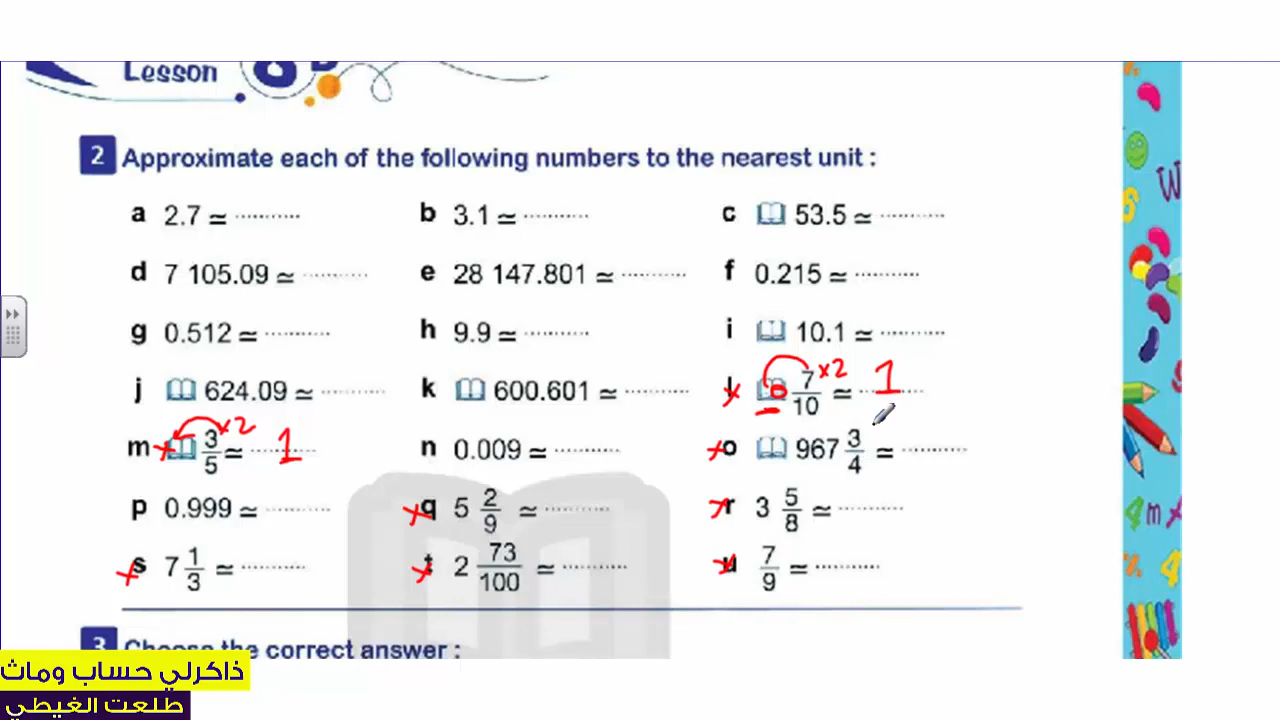 Lesson 8
2 Approximate each of the following numbers to the nearest unit :
a 2.7 ≃ ........... b 3.1 ≃ ........... c 53.5 ≃ ...........
d 7 105.09 ≃ ........... e 28 147.801 ≃ ........... f 0.215 ≃ ...........
g 0.512 ≃ ........... h 9.9 ≃ ........... i 10.1 ≃ ...........
j 624.09 ≃ ........... k 600.601 ≃ ........... l 0 7/10 ×2 ≃ 1
m 3/5 ×2 ≃ 1 n 0.009 ≃ ........... o 967 3/4 ≃ ...........
p 0.999 ≃ ........... q 5 2/9 ≃ ........... r 3 5/8 ≃ ...........
s 7 1/3 ≃ ........... t 2 73/100 ≃ ........... u 7/9 ≃ ...........
3 Choose the correct answer :
ذاكرلي حساب وماث
طلعت الغيطي